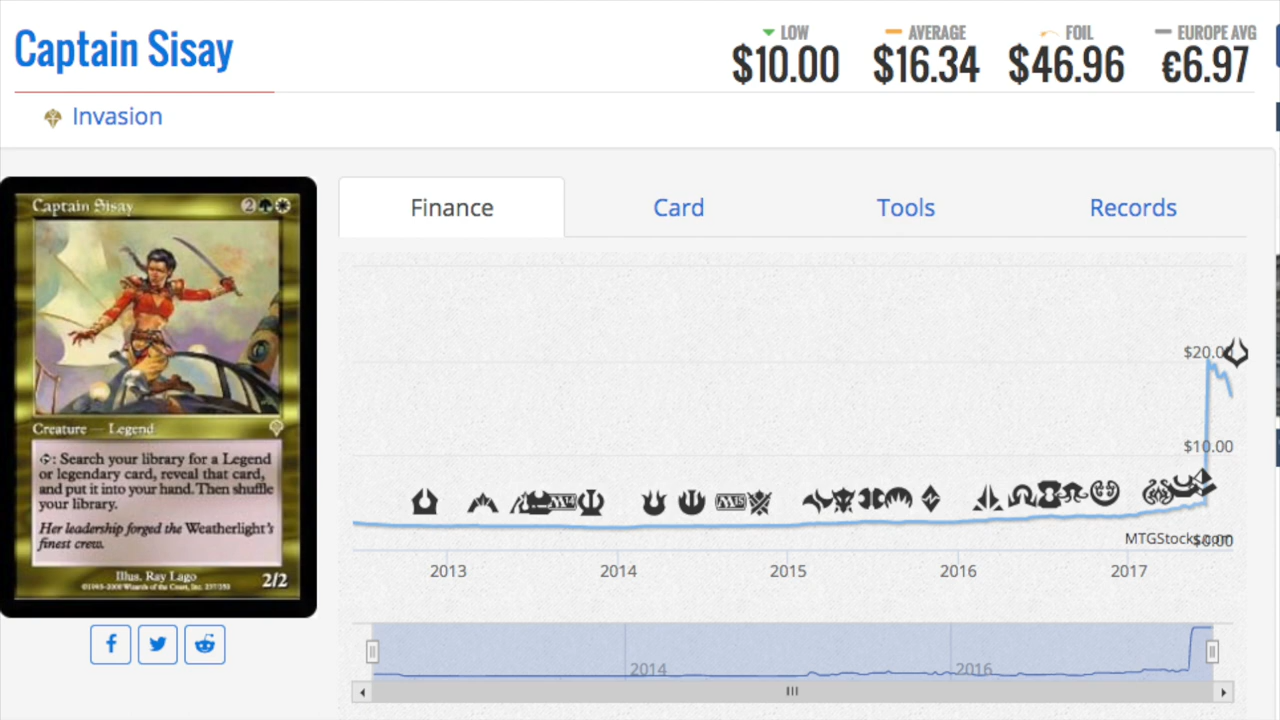 Captain Sisay
LOW
$10.00
AVERAGE
$16.34
FOIL
$46.96
EUROPE AVG
€6.97
Invasion
Captain Sisay
2
Creature — Legend
: Search your library for a Legend
or legendary card, reveal that card,
and put it into your hand. Then shuffle
your library.
Her leadership forged the Weatherlight's
finest crew.
Illus. Ray Lago
2/2
Finance
Card
Tools
Records
$20.00
$10.00
$0.00
MTGStocks.com
2013
2014
2015
2016
2017
2014
2016